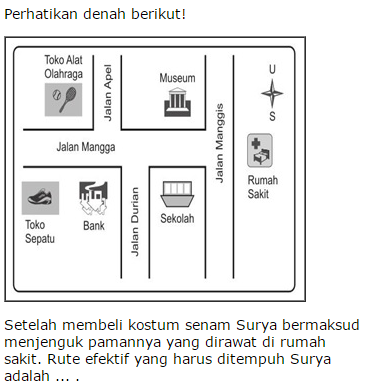 Perhatikan denah berikut!
Toko Alat
Olahraga
Jalan Apel
Museum
U
S
Jalan Mangga
Jalan Manggis
Rumah
Sakit
Toko
Sepatu
Bank
Jalan Durian
Sekolah
Setelah membeli kostum senam Surya bermaksud
menjenguk pamannya yang dirawat di rumah
sakit. Rute efektif yang harus ditempuh Surya
adalah ... .